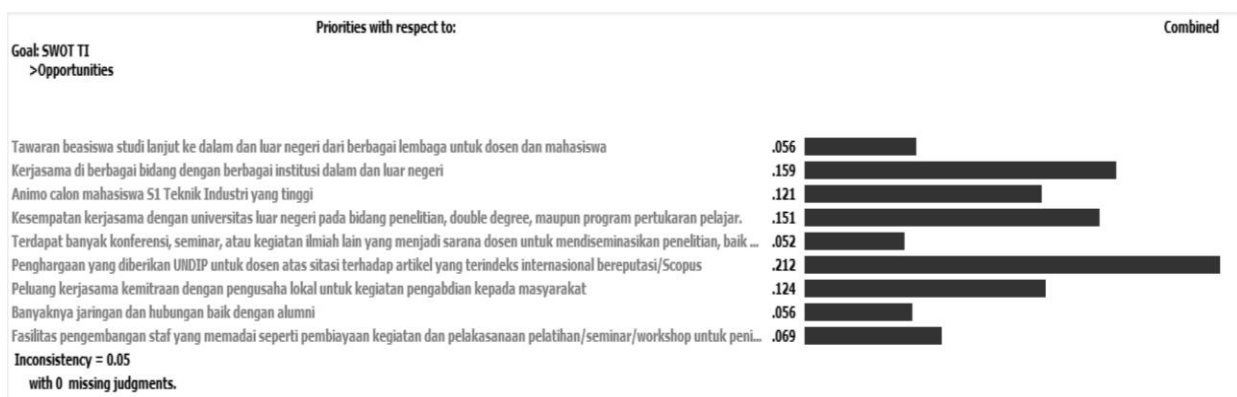 Priorities with respect to: Combined
Goal: SWOT TI
>Opportunities
Tawaran beasiswa studi lanjut ke dalam dan luar negeri dari berbagai lembaga untuk dosen dan mahasiswa .056
Kerjasama di berbagai bidang dengan berbagai institusi dalam dan luar negeri .159
Animo calon mahasiswa S1 Teknik Industri yang tinggi .121
Kesempatan kerjasama dengan universitas luar negeri pada bidang penelitian, double degree, maupun program pertukaran pelajar. .151
Terdapat banyak konferensi, seminar, atau kegiatan ilmiah lain yang menjadi sarana dosen untuk mendiseminasikan penelitian, baik ... .052
Penghargaan yang diberikan UNDIP untuk dosen atas sitasi terhadap artikel yang terindeks internasional bereputasi/Scopus .212
Peluang kerjasama kemitraan dengan pengusaha lokal untuk kegiatan pengabdian kepada masyarakat .124
Banyaknya jaringan dan hubungan baik dengan alumni .056
Fasilitas pengembangan staf yang memadai seperti pembiayaan kegiatan dan pelakasanaan pelatihan/seminar/workshop untuk peni... .069
Inconsistency = 0.05
with 0 missing judgments.